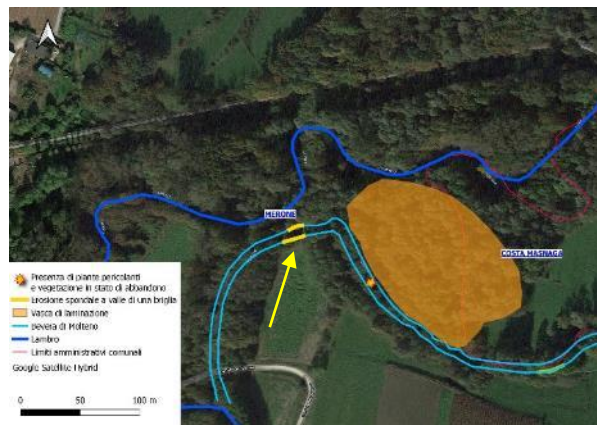 MERONE
COSTA MASNAGA
Presenza di piante pericolanti
e vegetazione in stato di abbandono
Erosione spondale a valle di una briglia
Vasca di laminazione
Bevera di Molteno
Lambro
Limiti amministrativi comunali
Google Satellite Hybrid
0 50 100 m